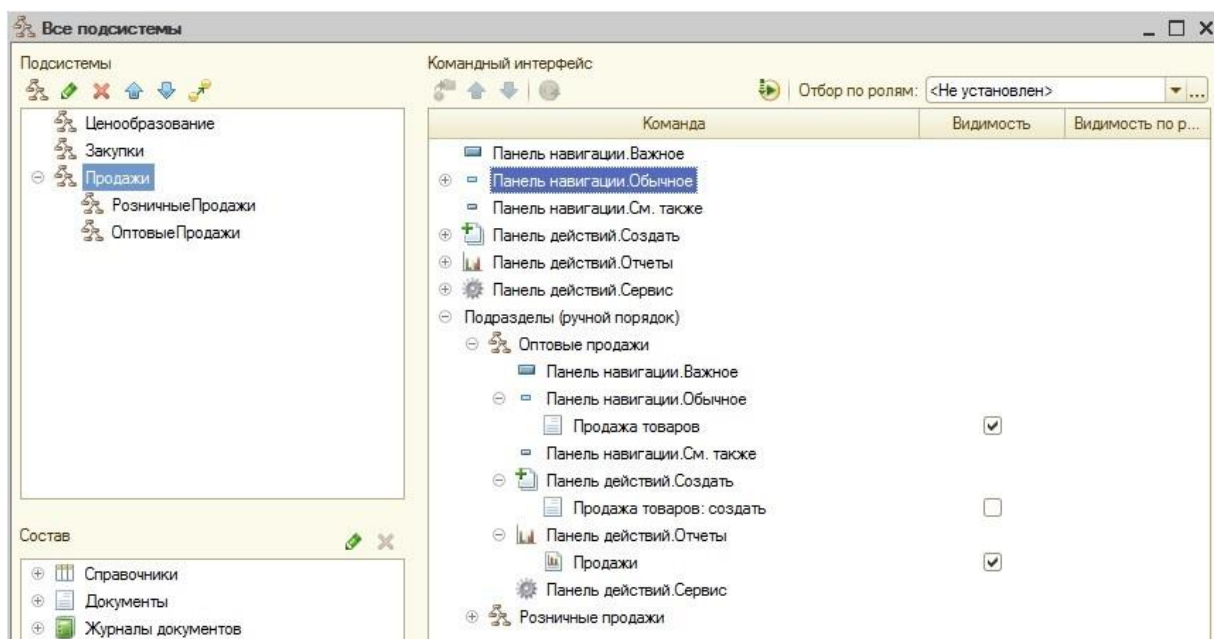 Все подсистемы
Подсистемы
Командный интерфейс
Отбор по ролям: <Не установлен>
Ценообразование
Закупки
Продажи
РозничныеПродажи
ОптовыеПродажи
Команда Видимость Видимость по р...
Панель навигации.Важное
Панель навигации.Обычное
Панель навигации.См. также
Панель действий.Создать
Панель действий.Отчеты
Панель действий.Сервис
Подразделы (ручной порядок)
Оптовые продажи
Панель навигации.Важное
Панель навигации.Обычное
Продажа товаров
Панель навигации.См. также
Панель действий.Создать
Продажа товаров: создать
Панель действий.Отчеты
Продажи
Панель действий.Сервис
Розничные продажи
Состав
Справочники
Документы
Журналы документов